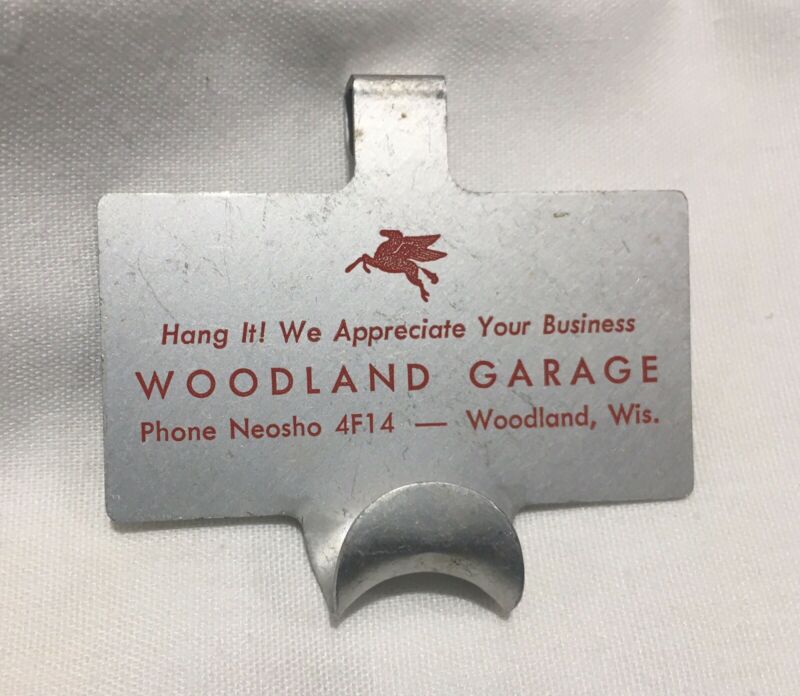 Hang It! We Appreciate Your Business
WOODLAND GARAGE
Phone Neosho 4F14 — Woodland, Wis.